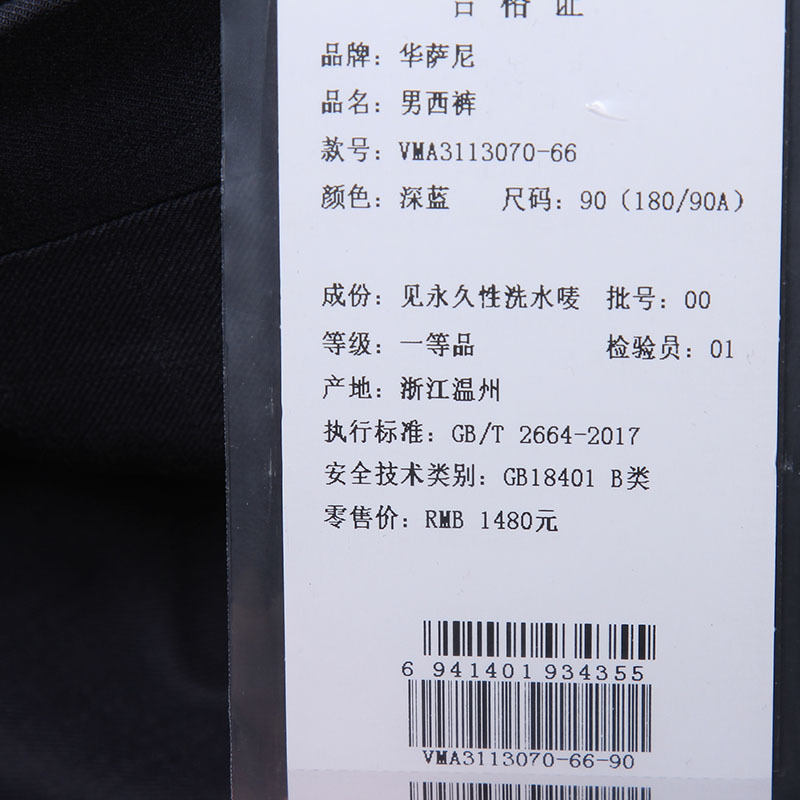 合格证
品牌：华萨尼
品名：男西裤
款号：VMA3113070-66
颜色：深蓝 尺码：90（180/90A）
成份：见永久性洗水唛 批号：00
等级：一等品 检验员：01
产地：浙江温州
执行标准：GB/T 2664-2017
安全技术类别：GB18401 B类
零售价：RMB 1480元
6 941401 934355
VMA3113070-66-90